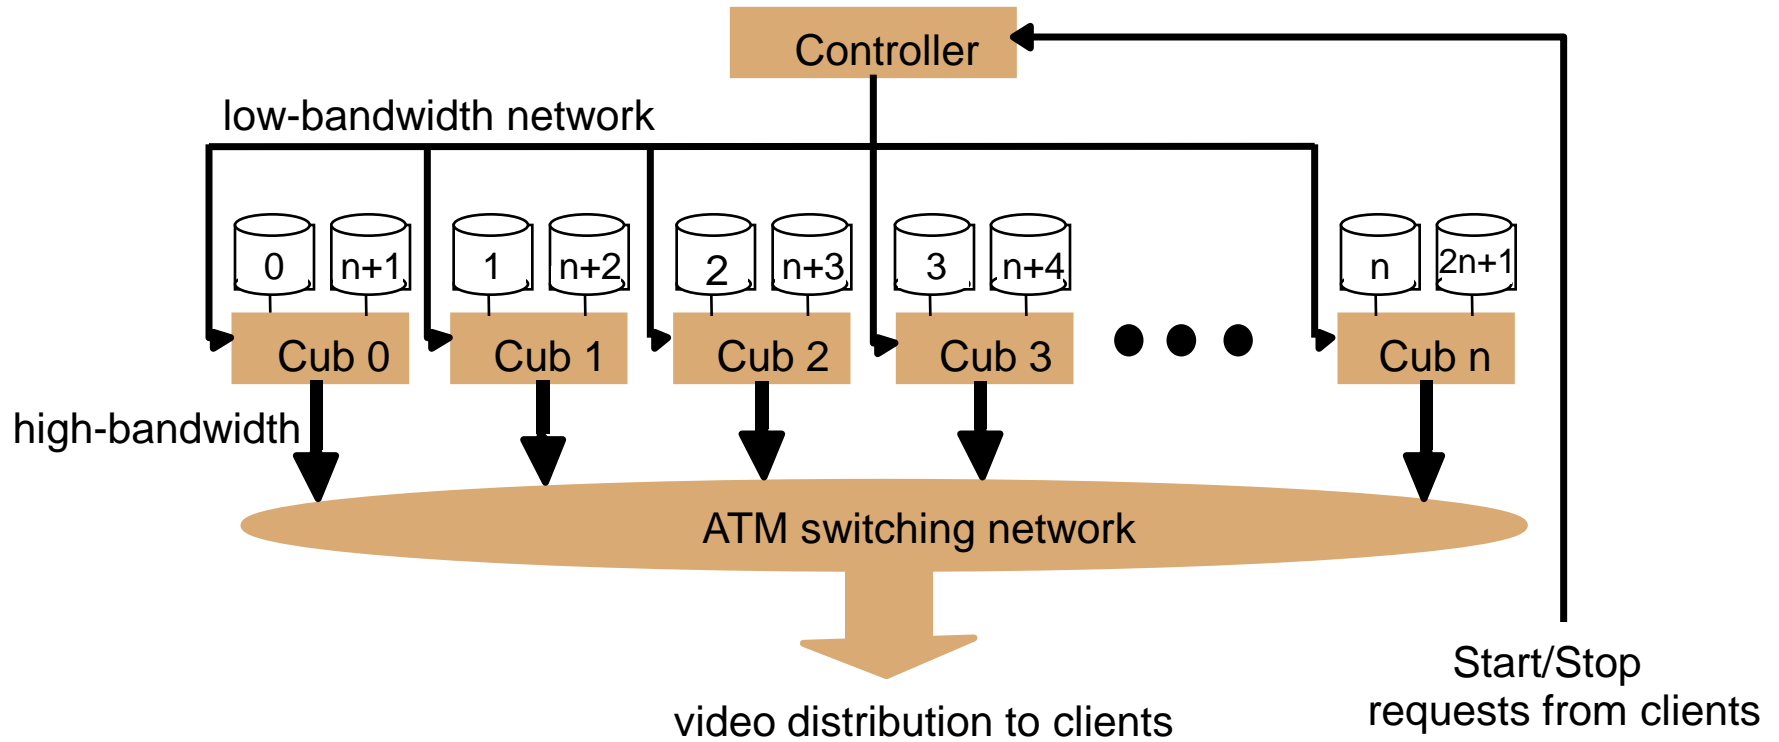 Controller
low-bandwidth network
0 n+1 1 n+2 2 n+3 3 n+4 n 2n+1
Cub 0 Cub 1 Cub 2 Cub 3 Cub n
high-bandwidth
ATM switching network
Start/Stop
requests from clients
video distribution to clients